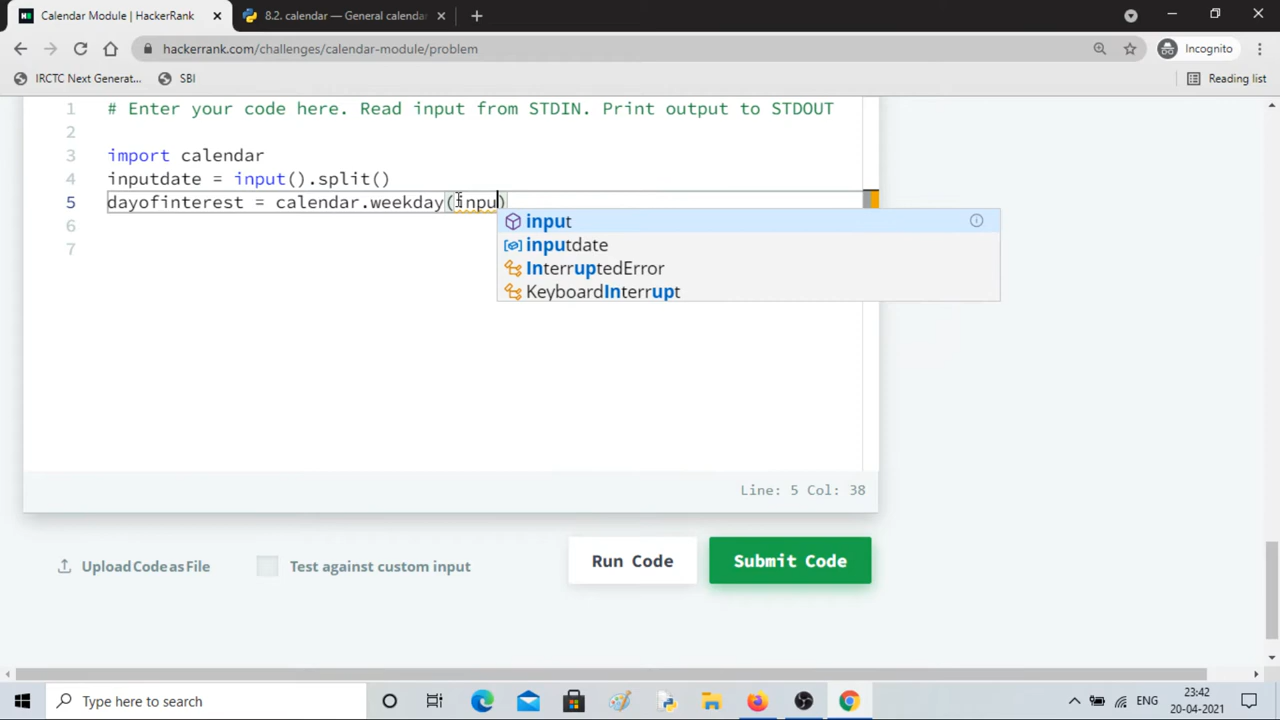 Calendar Module | HackerRank
8.2. calendar — General calendar
hackerrank.com/challenges/calendar-module/problem
Incognito
IRCTC Next Generat...
SBI
Reading list
1 # Enter your code here. Read input from STDIN. Print output to STDOUT
2
3 import calendar
4 inputdate = input().split()
5 dayofinterest = calendar.weekday(inpu)
6
7
input
inputdate
InterruptedError
KeyboardInterrupt
Line: 5 Col: 38
Upload Code as File
Test against custom input
Run Code
Submit Code
Type here to search
ENG
23:42
20-04-2021